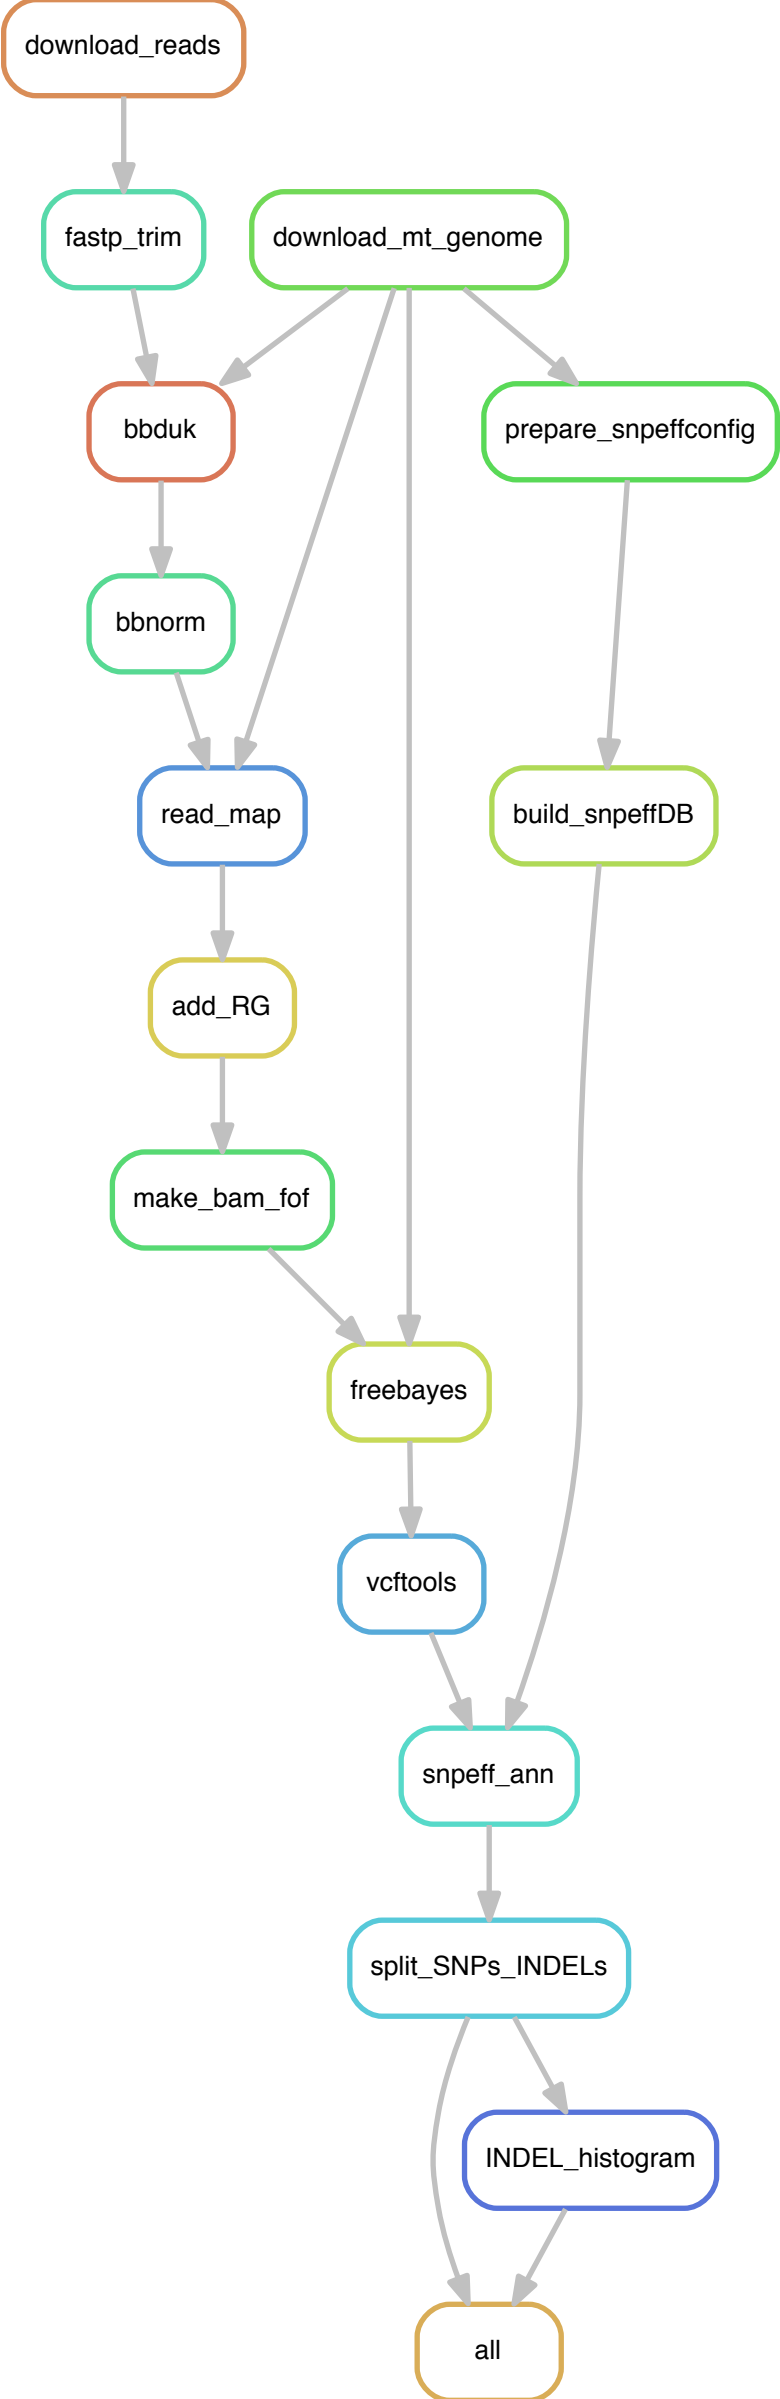 download_reads
fastp_trim
download_mt_genome
bbduk
prepare_snpeffconfig
bbnorm
read_map
build_snpeffDB
add_RG
make_bam_fof
freebayes
vcftools
snpeff_ann
split_SNPs_INDELs
INDEL_histogram
all